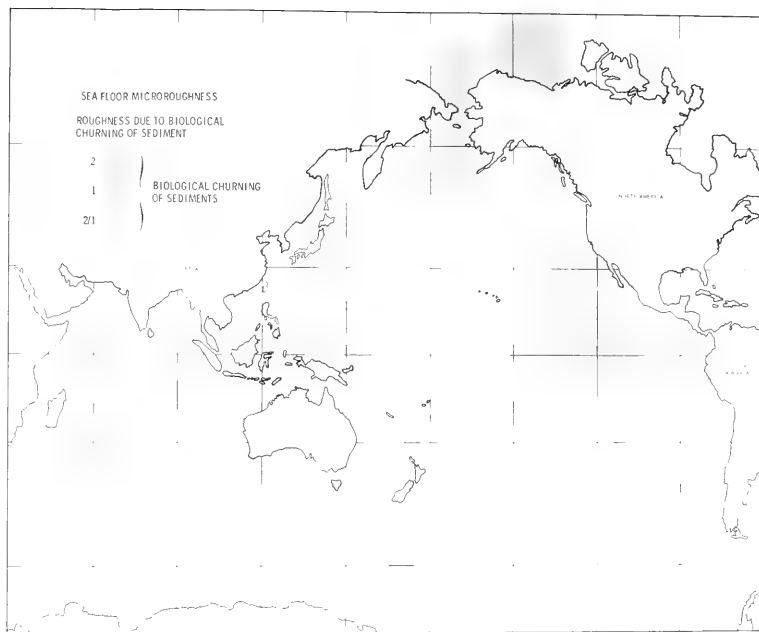 SEA FLOOR MICROROUGHNESS
ROUGHNESS DUE TO BIOLOGICAL
CHURNING OF SEDIMENT
2
1
2/1
BIOLOGICAL CHURNING
OF SEDIMENTS
NORTH AMERICA